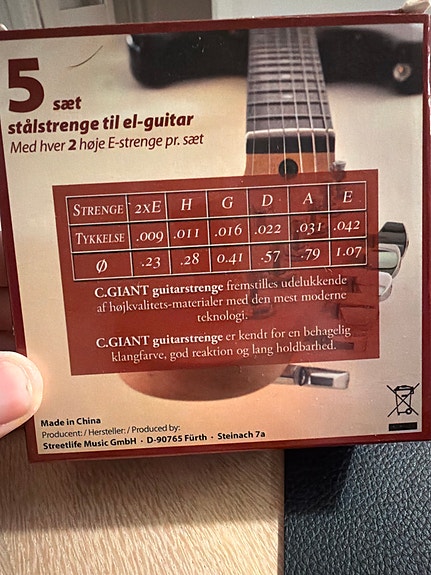 5 sæt
stålstrenge til el-guitar
Med hver 2 høje E-strenge pr. sæt
STRENGE 2XE H G D A E
TYKKELSE .009 .011 .016 .022 .031 .042
Ø .23 .28 0.41 .57 .79 1.07
C.GIANT guitarstrenge fremstilles udelukkende
af højkvalitets-materialer med den mest moderne
teknologi.
C.GIANT guitarstrenge er kendt for en behagelig
klangfarve, god reaktion og lang holdbarhed.
Made in China
Producent: / Hersteller: / Produced by:
Streetlife Music GmbH · D-90765 Fürth · Steinach 7a